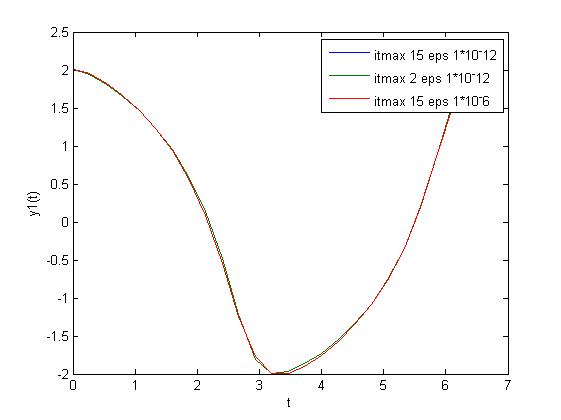 2.5
2
1.5
1
0.5
0
-0.5
-1
-1.5
-2
y1(t)
itmax 15 eps 1*10-12
itmax 2 eps 1*10-12
itmax 15 eps 1*10-6
0 1 2 3 4 5 6 7
t